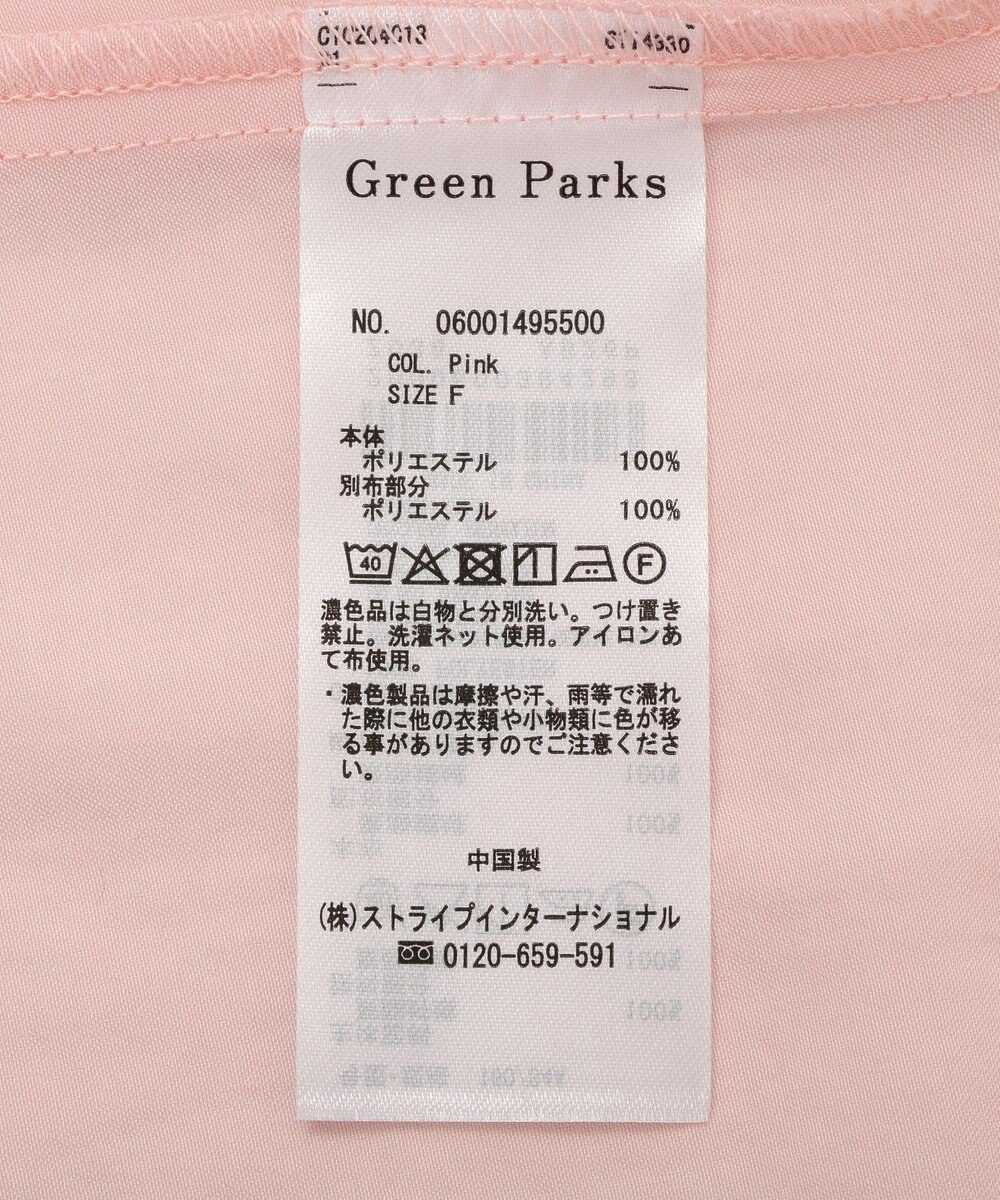 Green Parks
NO. 06001495500
COL. Pink
SIZE F
本体
ポリエステル 100%
別布部分
ポリエステル 100%
40 F
濃色品は白物と分別洗い。つけ置き
禁止。洗濯ネット使用。アイロンあ
て布使用。
・濃色製品は摩擦や汗、雨等で濡れ
た際に他の衣類や小物類に色が移
る事がありますのでご注意くださ
い。
中国製
(株)ストライプインターナショナル
0120-659-591